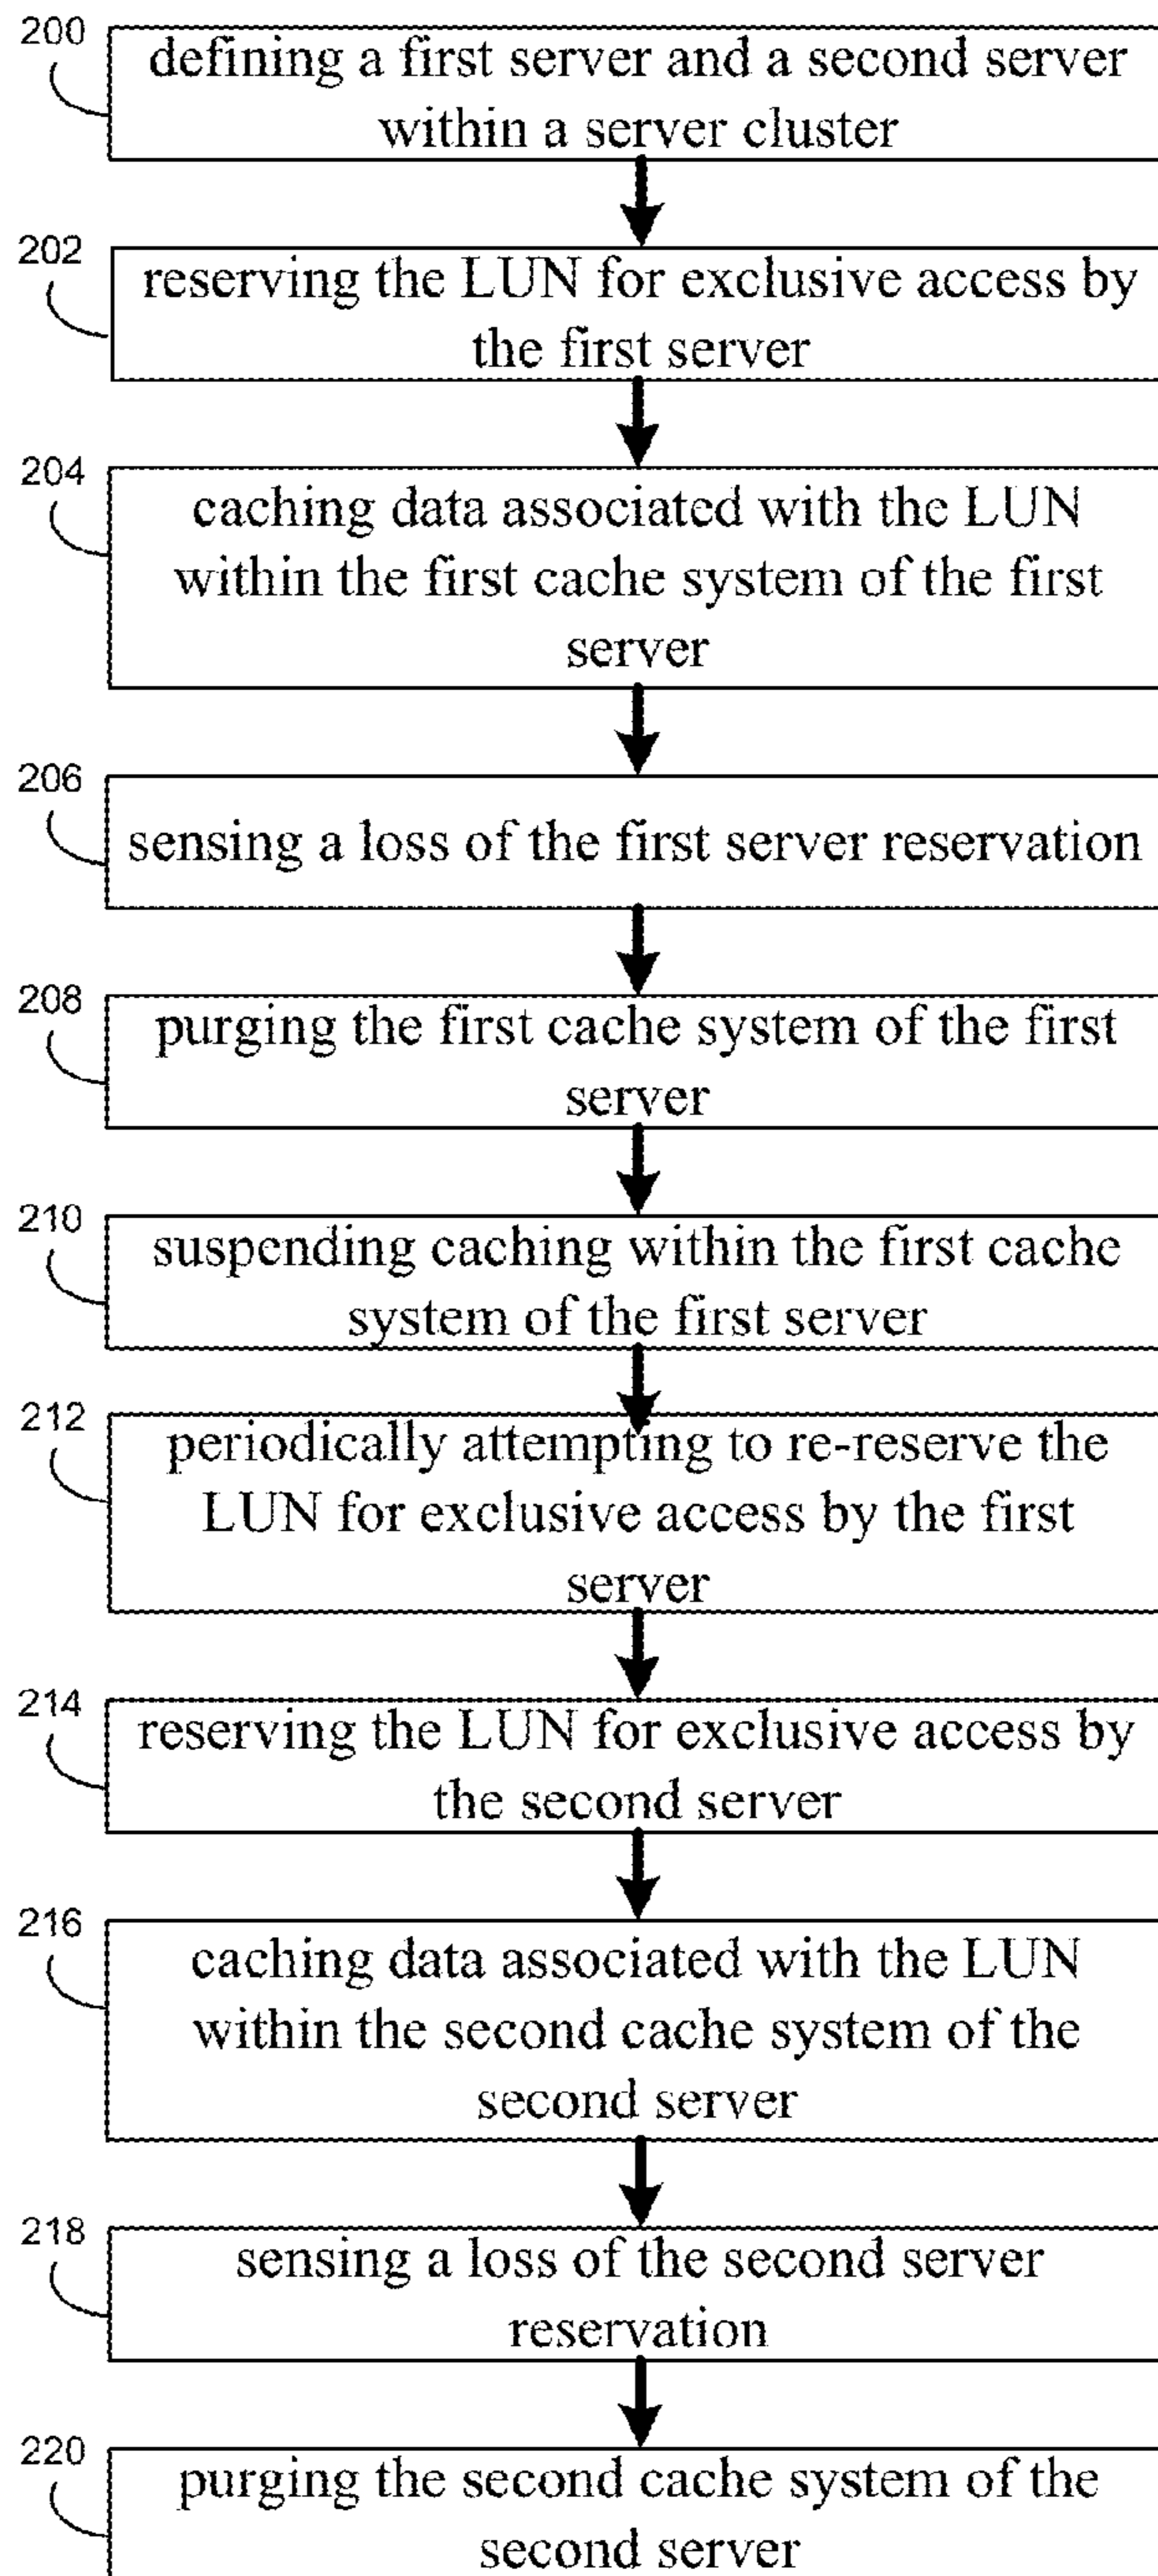 200
defining a first server and a second server
within a server cluster
202
reserving the LUN for exclusive access by
the first server
204
caching data associated with the LUN
within the first cache system of the first
server
206
sensing a loss of the first server reservation
208
purging the first cache system of the first
server
210
suspending caching within the first cache
system of the first server
212
periodically attempting to re-reserve the
LUN for exclusive access by the first
server
214
reserving the LUN for exclusive access by
the second server
216
caching data associated with the LUN
within the second cache system of the
second server
218
sensing a loss of the second server
reservation
220
purging the second cache system of the
second server